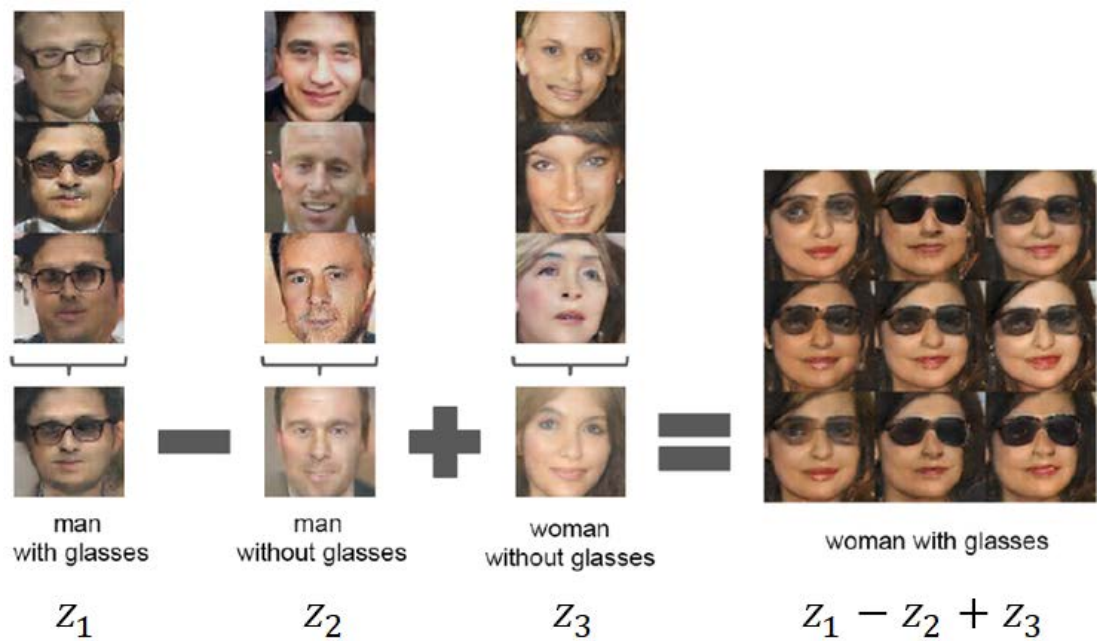 man
with glasses
man
without glasses
woman
without glasses
woman with glasses
z₁
z₂
z₃
z₁ − z₂ + z₃